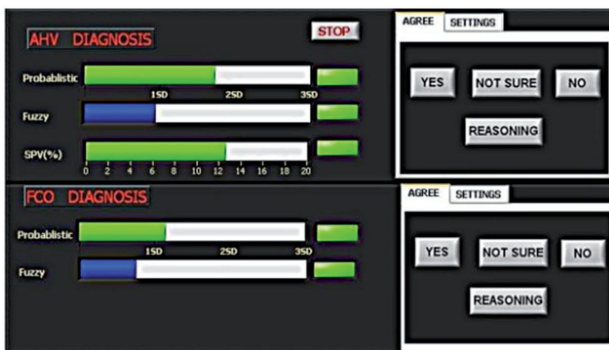 AHV DIAGNOSIS
STOP
Probablistic
1SD 2SD 3SD
Fuzzy
SPV(%)
0 2 4 6 8 10 12 14 16 18 20
AGREE SETTINGS
YES NOT SURE NO
REASONING
FCO DIAGNOSIS
Probablistic
1SD 2SD 3SD
Fuzzy
AGREE SETTINGS
YES NOT SURE NO
REASONING